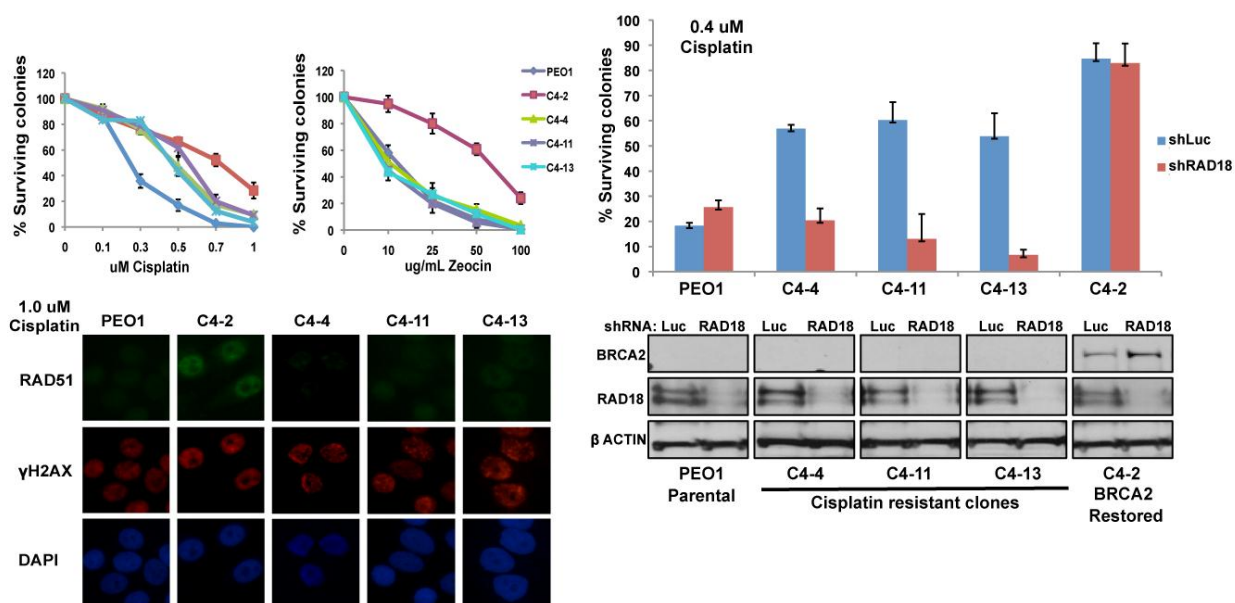 % Surviving colonies
120
100
80
60
40
20
0
0 0.1 0.3 0.5 0.7 1
uM Cisplatin
% Surviving colonies
120
100
80
60
40
20
0
0 10 25 50 100
ug/mL Zeocin
PEO1
C4-2
C4-4
C4-11
C4-13
0.4 uM
Cisplatin
% Surviving colonies
100
90
80
70
60
50
40
30
20
10
0
PEO1 C4-4 C4-11 C4-13 C4-2
shLuc
shRAD18
1.0 uM
Cisplatin
PEO1 C4-2 C4-4 C4-11 C4-13
RAD51
γH2AX
DAPI
shRNA: Luc RAD18 Luc RAD18 Luc RAD18 Luc RAD18 Luc RAD18
BRCA2
RAD18
β ACTIN
PEO1 C4-4 C4-11 C4-13 C4-2
Parental Cisplatin resistant clones BRCA2
Restored